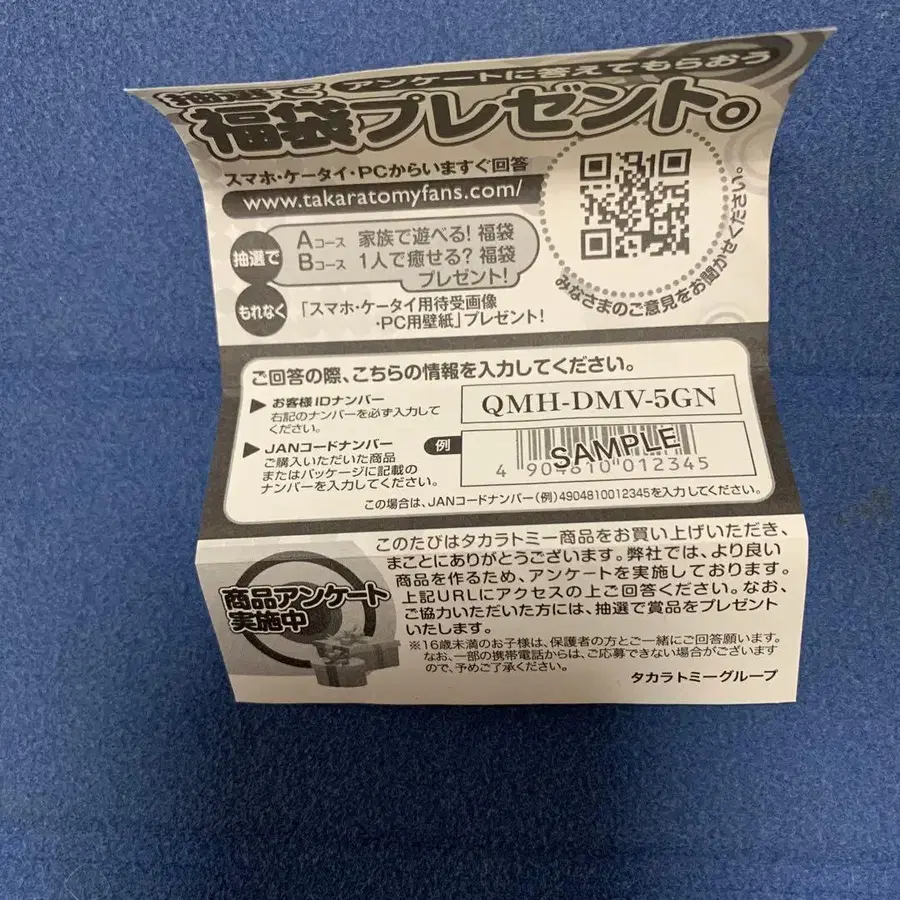 抽選で アンケートに答えてもらおう
福袋プレゼント。
スマホ・ケータイ・PCからいますぐ回答
www.takaratomyfans.com/
抽選で
Aコース 家族で遊べる! 福袋
Bコース 1人で癒せる? 福袋
プレゼント!
もれなく
「スマホ・ケータイ用待受画像
・PC用壁紙」プレゼント!
みなさまのご意見をお聞かせください。
ご回答の際、こちらの情報を入力してください。
▶ お客様IDナンバー
右記のナンバーを必ず入力して
ください。
QMH-DMV-5GN
▶ JANコードナンバー
ご購入いただいた商品
またはパッケージに記載の
ナンバーを入力してください。
例
SAMPLE
4 904810 012345
この場合は、JANコードナンバー(例)4904810012345を入力してください。
商品アンケート
実施中
このたびはタカラトミー商品をお買い上げいただき、
まことにありがとうございます。弊社では、より良い
商品を作るため、アンケートを実施しております。
上記URLにアクセスの上ご回答ください。なお、
ご協力いただいた方には、抽選で賞品をプレゼント
いたします。
※16歳未満のお子様は、保護者の方とご一緒にご回答願います。
なお、一部の携帯電話からは、ご応募できない場合がございます
ので、予めご了承ください。
タカラトミーグループ